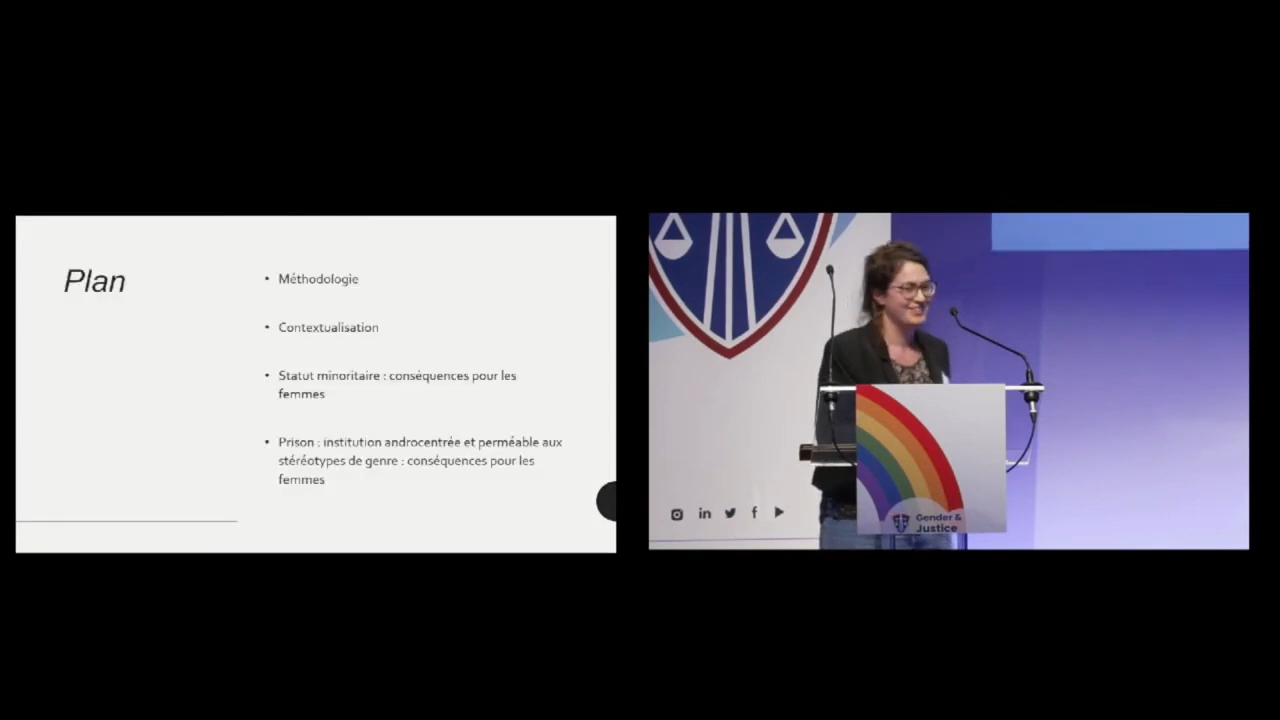 Plan
• Méthodologie
• Contextualisation
• Statut minoritaire : conséquences pour les
femmes
• Prison : institution androcentrée et perméable aux
stéréotypes de genre : conséquences pour les
femmes
Gender &
Justice